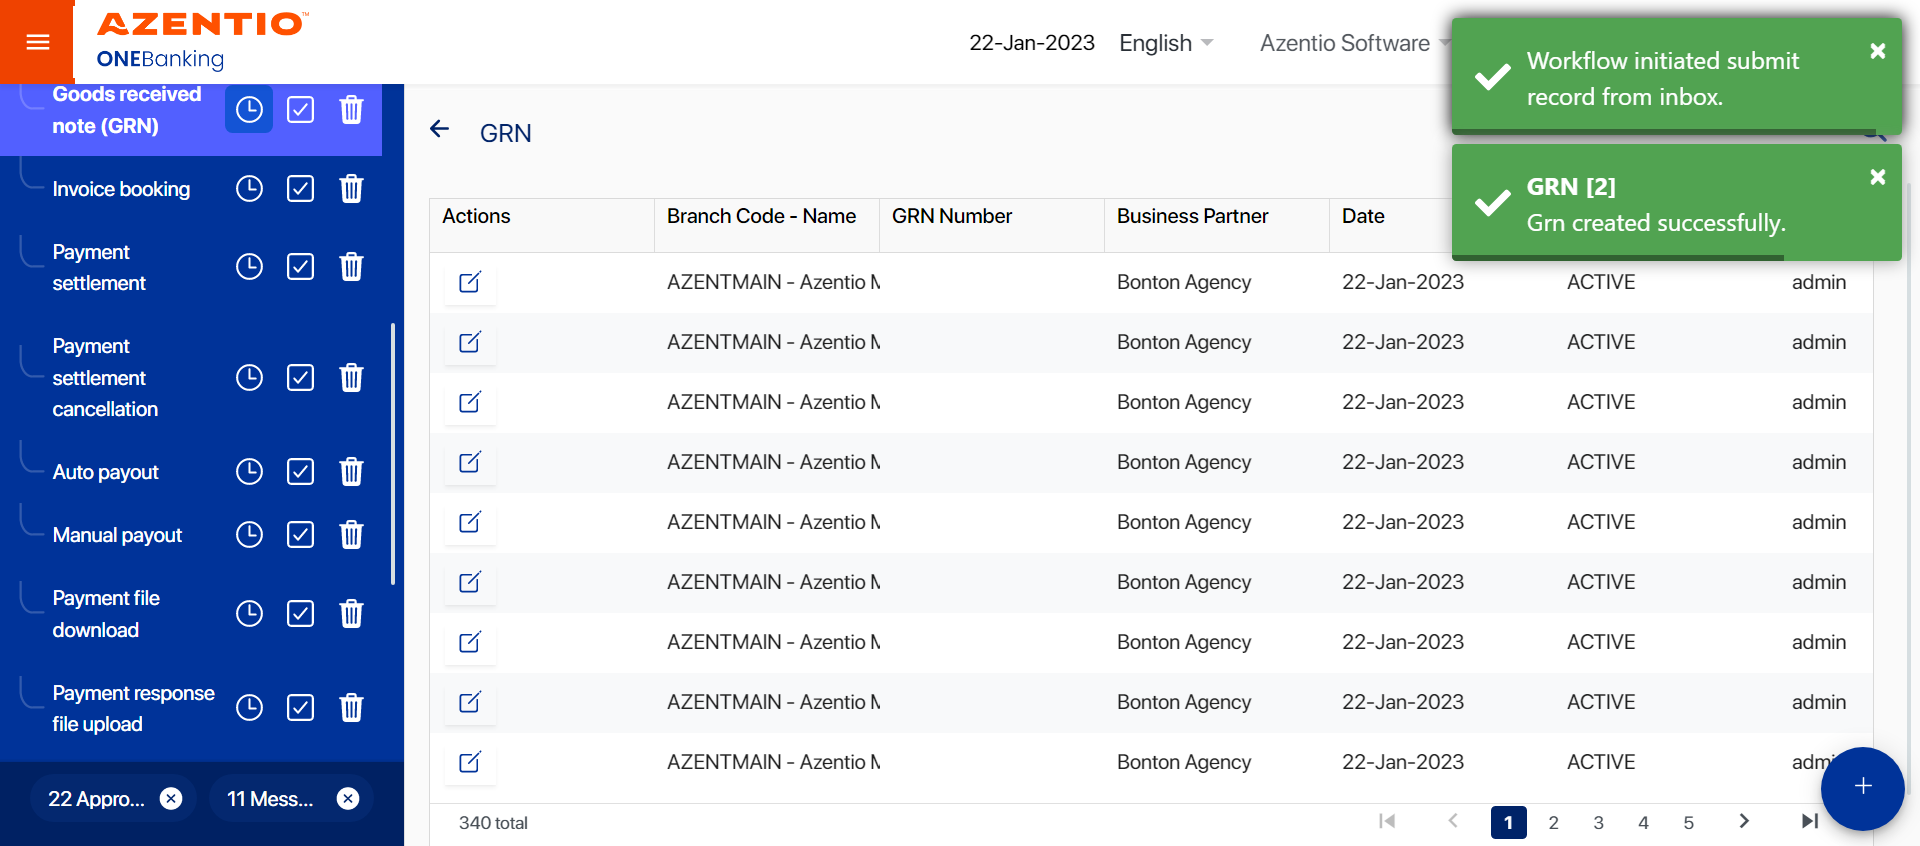 AZENTIO™
ONEBanking
22-Jan-2023 English Azentio Software
Workflow initiated submit
record from inbox.
GRN [2]
Grn created successfully.
Goods received
note (GRN)
Invoice booking
Payment
settlement
Payment
settlement
cancellation
Auto payout
Manual payout
Payment file
download
Payment response
file upload
22 Appro...
11 Mess...
GRN
Actions Branch Code - Name GRN Number Business Partner Date
AZENTMAIN - Azentio Bonton Agency 22-Jan-2023 ACTIVE admin
AZENTMAIN - Azentio Bonton Agency 22-Jan-2023 ACTIVE admin
AZENTMAIN - Azentio Bonton Agency 22-Jan-2023 ACTIVE admin
AZENTMAIN - Azentio Bonton Agency 22-Jan-2023 ACTIVE admin
AZENTMAIN - Azentio Bonton Agency 22-Jan-2023 ACTIVE admin
AZENTMAIN - Azentio Bonton Agency 22-Jan-2023 ACTIVE admin
AZENTMAIN - Azentio Bonton Agency 22-Jan-2023 ACTIVE admin
AZENTMAIN - Azentio Bonton Agency 22-Jan-2023 ACTIVE admin
AZENTMAIN - Azentio Bonton Agency 22-Jan-2023 ACTIVE
340 total
1 2 3 4 5